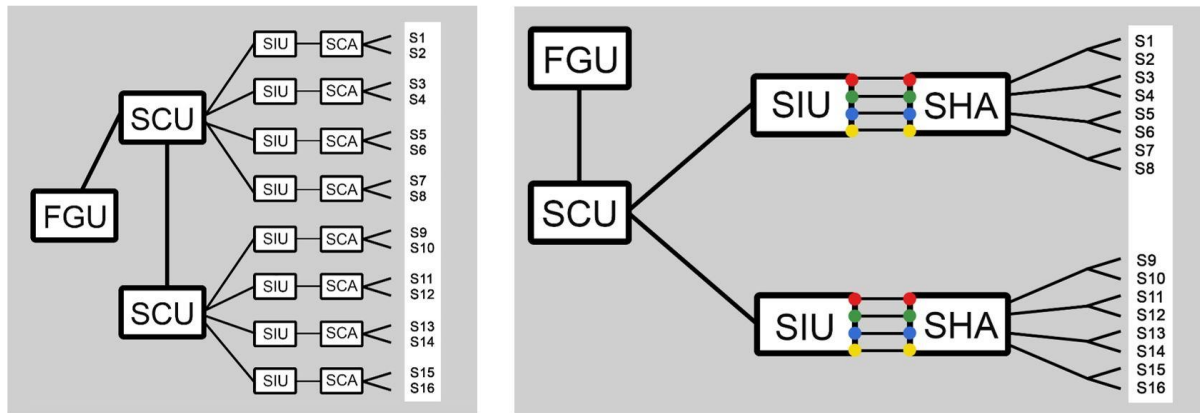 SIU
SCA
S1
S2
SIU
SCA
S3
S4
SCU
SIU
SCA
S5
S6
SIU
SCA
S7
S8
FGU
SIU
SCA
S9
S10
SIU
SCA
S11
S12
SCU
SIU
SCA
S13
S14
SIU
SCA
S15
S16
FGU
SIU
SHA
S1
S2
S3
S4
S5
S6
S7
S8
SCU
SIU
SHA
S9
S10
S11
S12
S13
S14
S15
S16